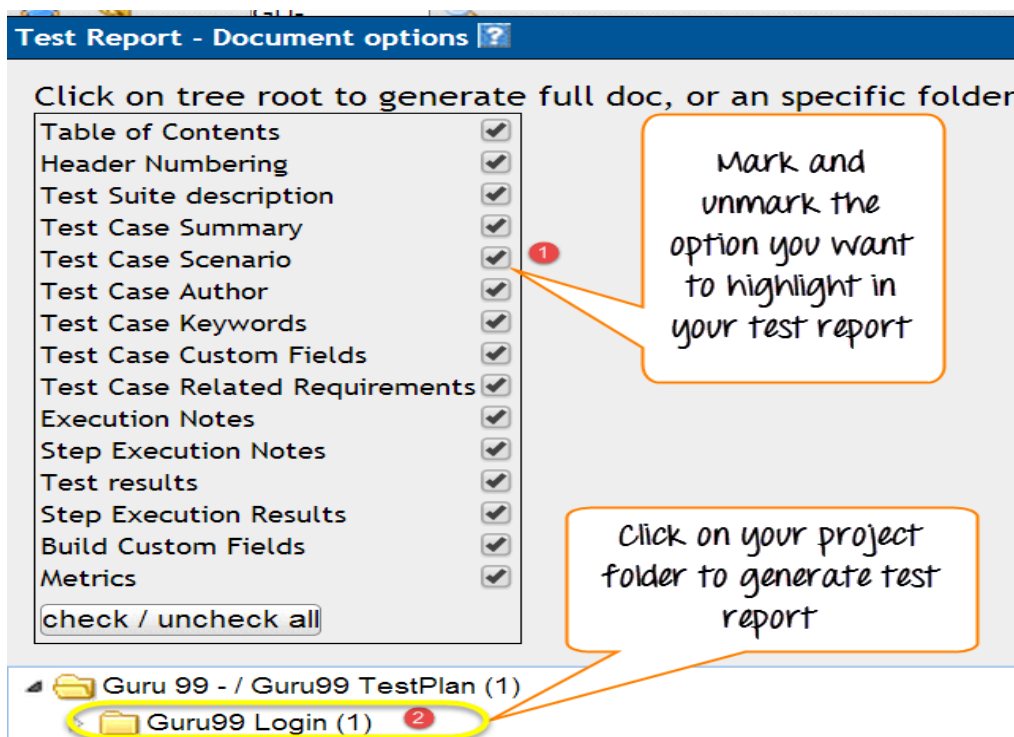 Test Report - Document options ?
Click on tree root to generate full doc, or an specific folder
Table of Contents
Header Numbering
Test Suite description
Test Case Summary
Test Case Scenario
Test Case Author
Test Case Keywords
Test Case Custom Fields
Test Case Related Requirements
Execution Notes
Step Execution Notes
Test results
Step Execution Results
Build Custom Fields
Metrics
check / uncheck all
1
Mark and
unmark the
option you want
to highlight in
your test report
Click on your project
folder to generate test
report
Guru 99 - / Guru99 TestPlan (1)
Guru99 Login (1) 2